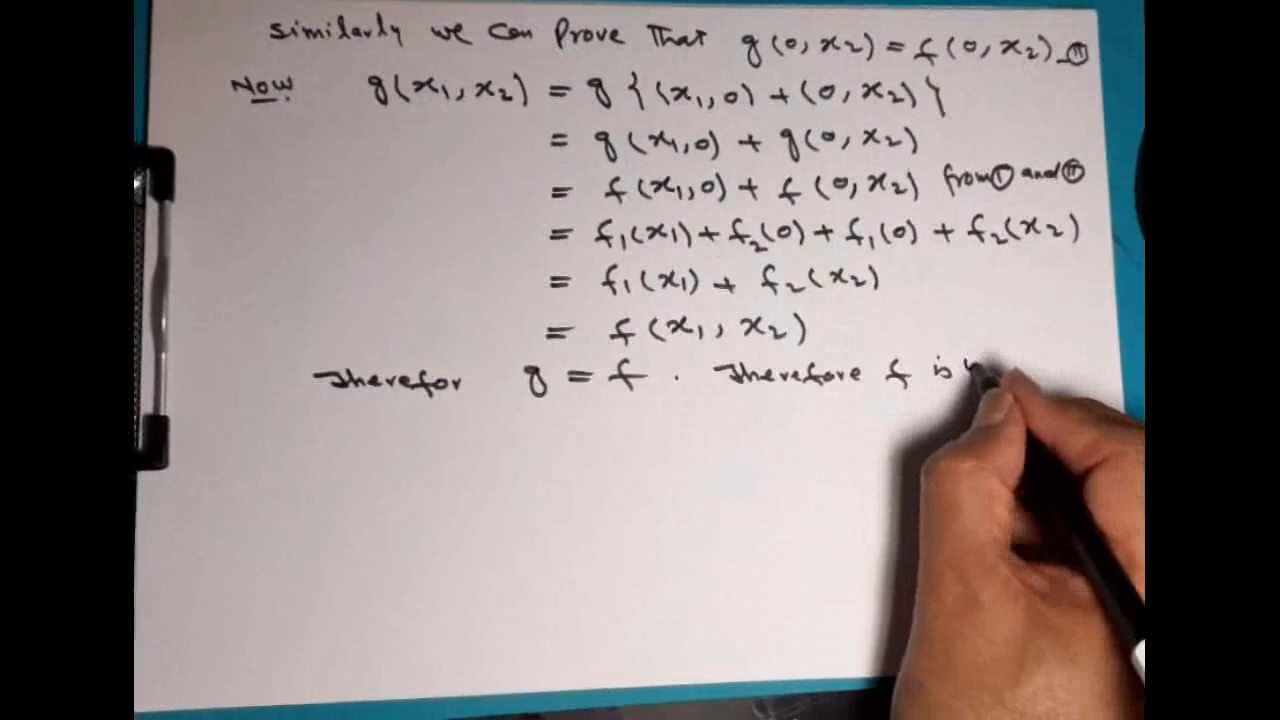 similarly we can Prove That g(0, x2) = f(0, x2) - Ⅱ
Now g(x1, x2) = g {(x1, 0) + (0, x2)}
= g(x1, 0) + g(0, x2)
= f(x1, 0) + f(0, x2) from Ⅰ and Ⅱ
= f1(x1) + f2(0) + f1(0) + f2(x2)
= f1(x1) + f2(x2)
= f(x1, x2)
Therefor g = f. Therefore f is